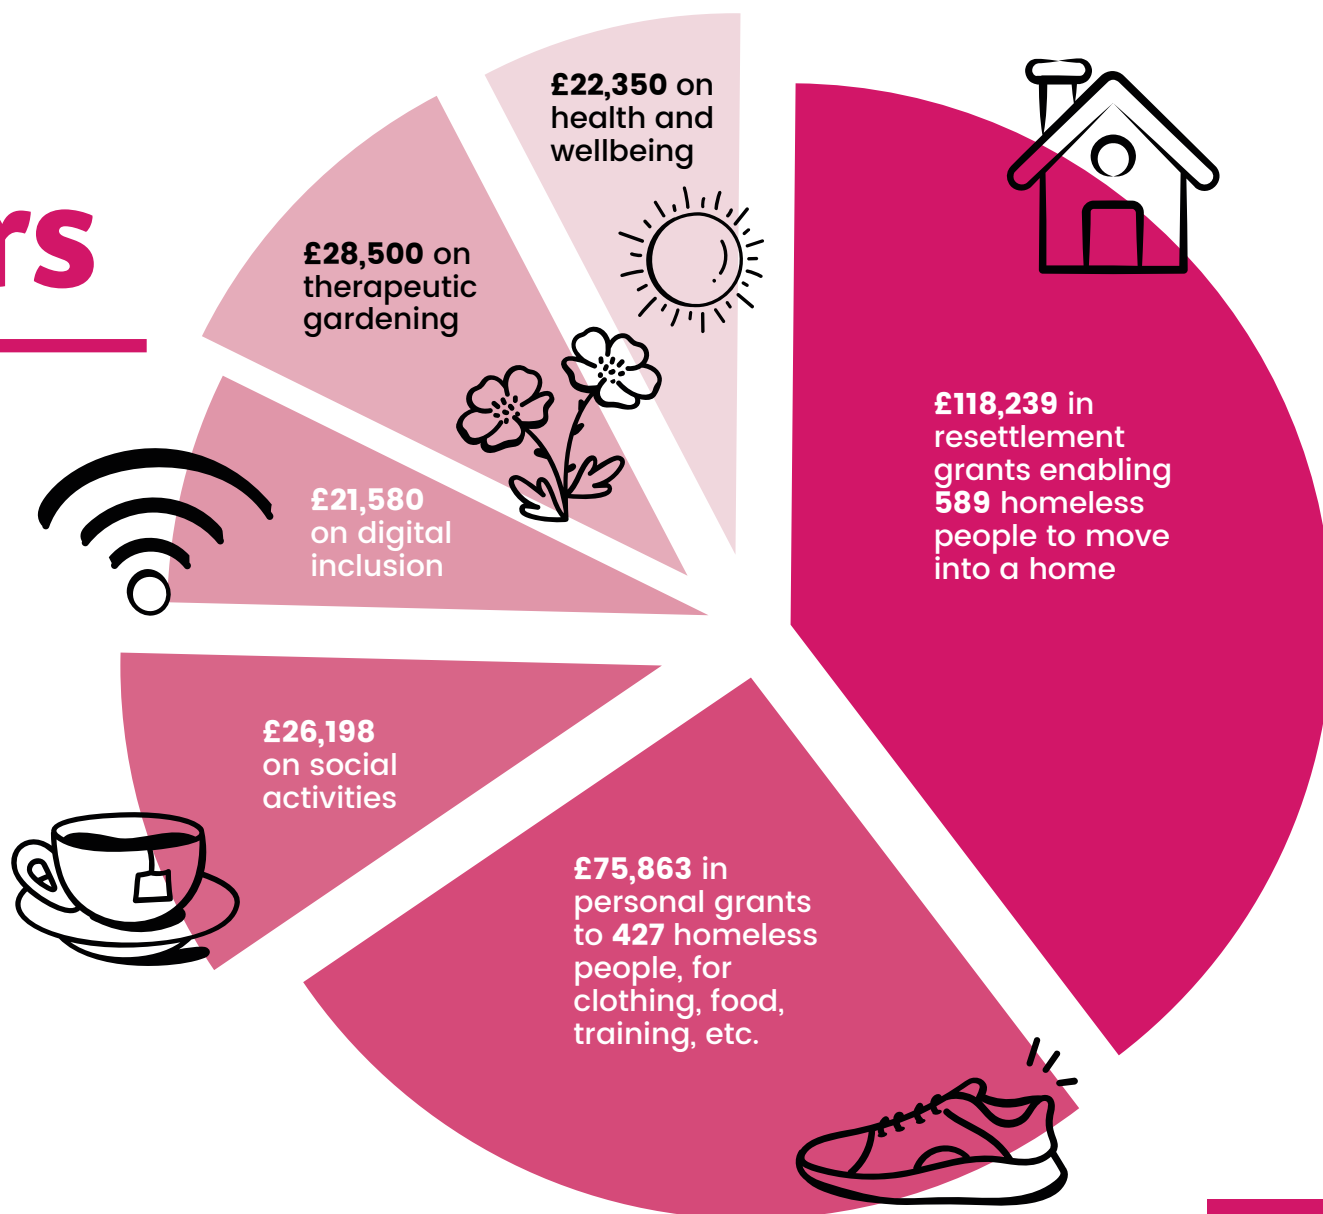 rs
£22,350 on
health and
wellbeing
£28,500 on
therapeutic
gardening
£118,239 in
resettlement
grants enabling
589 homeless
people to move
into a home
£21,580
on digital
inclusion
£26,198
on social
activities
£75,863 in
personal grants
to 427 homeless
people, for
clothing, food,
training, etc.